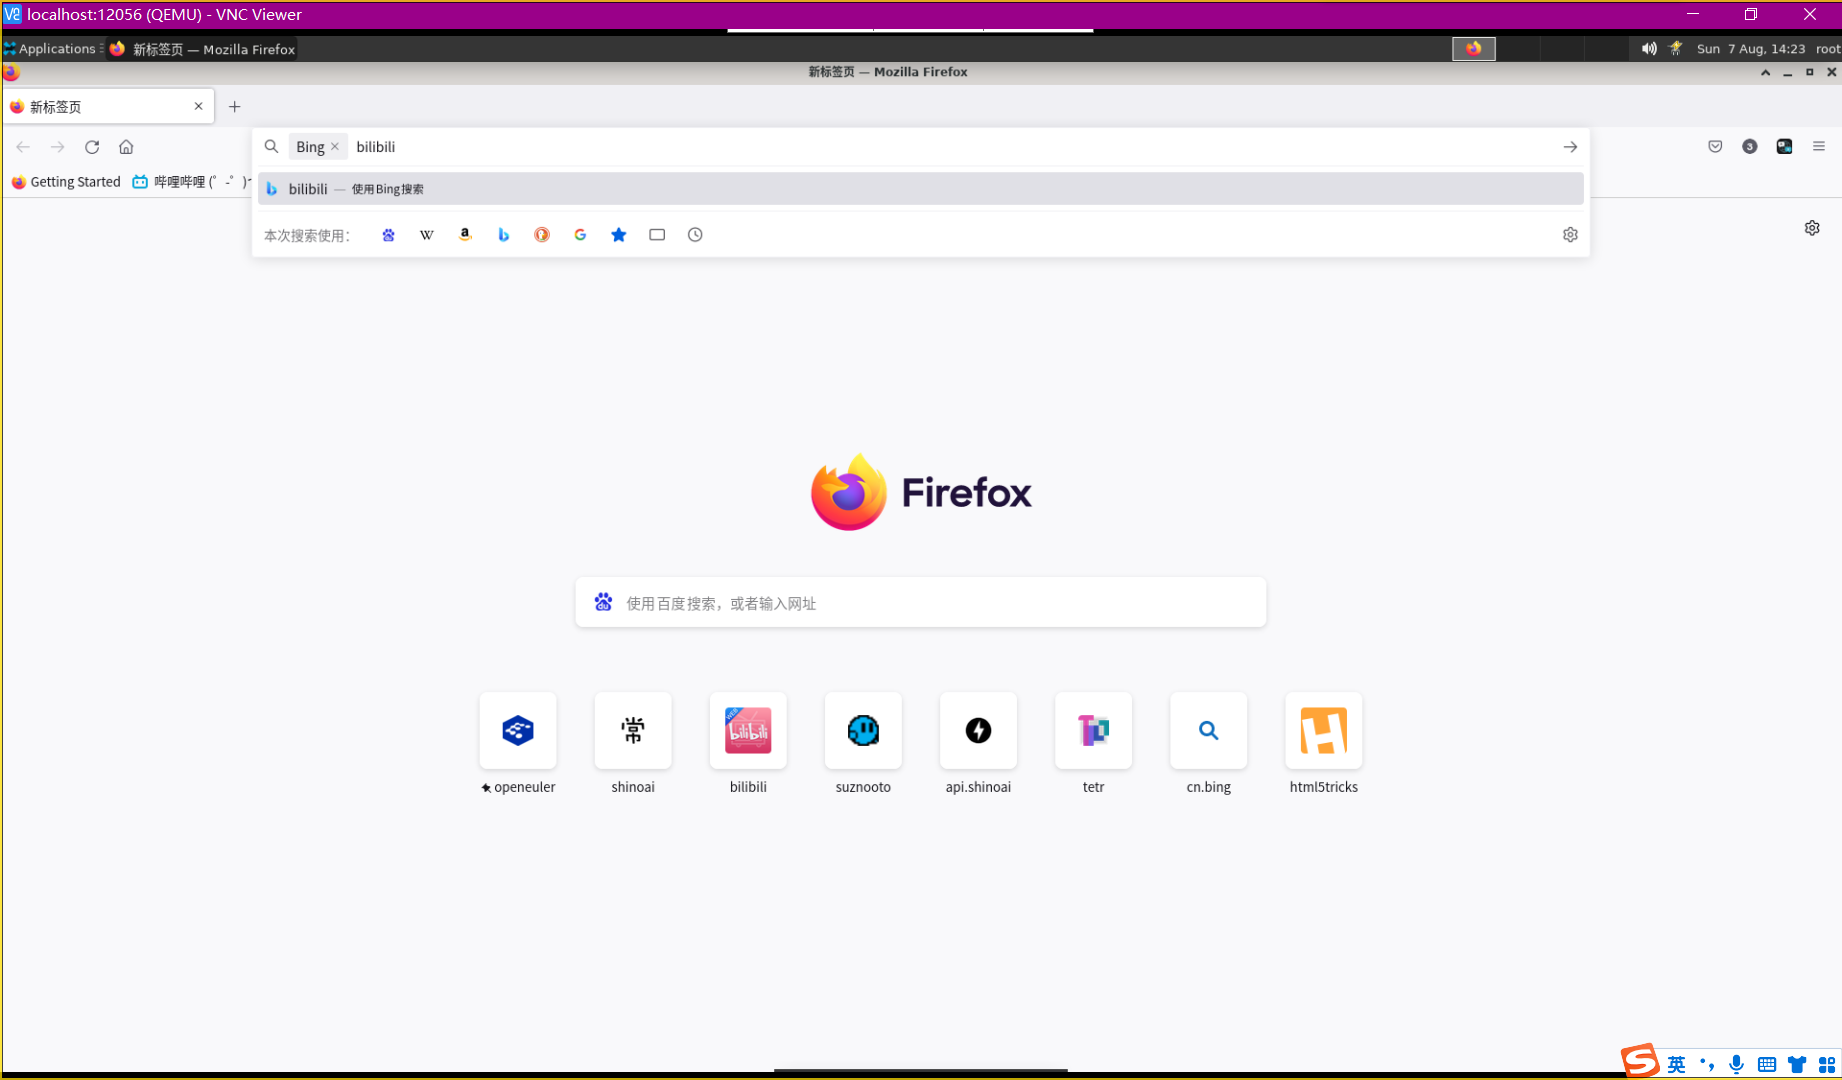 localhost:12056 (QEMU) - VNC Viewer
Applications 新标签页 — Mozilla Firefox Sun 7 Aug, 14:23 root
新标签页 — Mozilla Firefox
新标签页
Bing bilibili
3
Getting Started 哔哩哔哩 (゜-゜)つ
bilibili — 使用Bing搜索
本次搜索使用：
Firefox
du 使用百度搜索，或者输入网址
常
bilibili
openeuler shinoai bilibili suznooto api.shinoai tetr cn.bing html5tricks
英